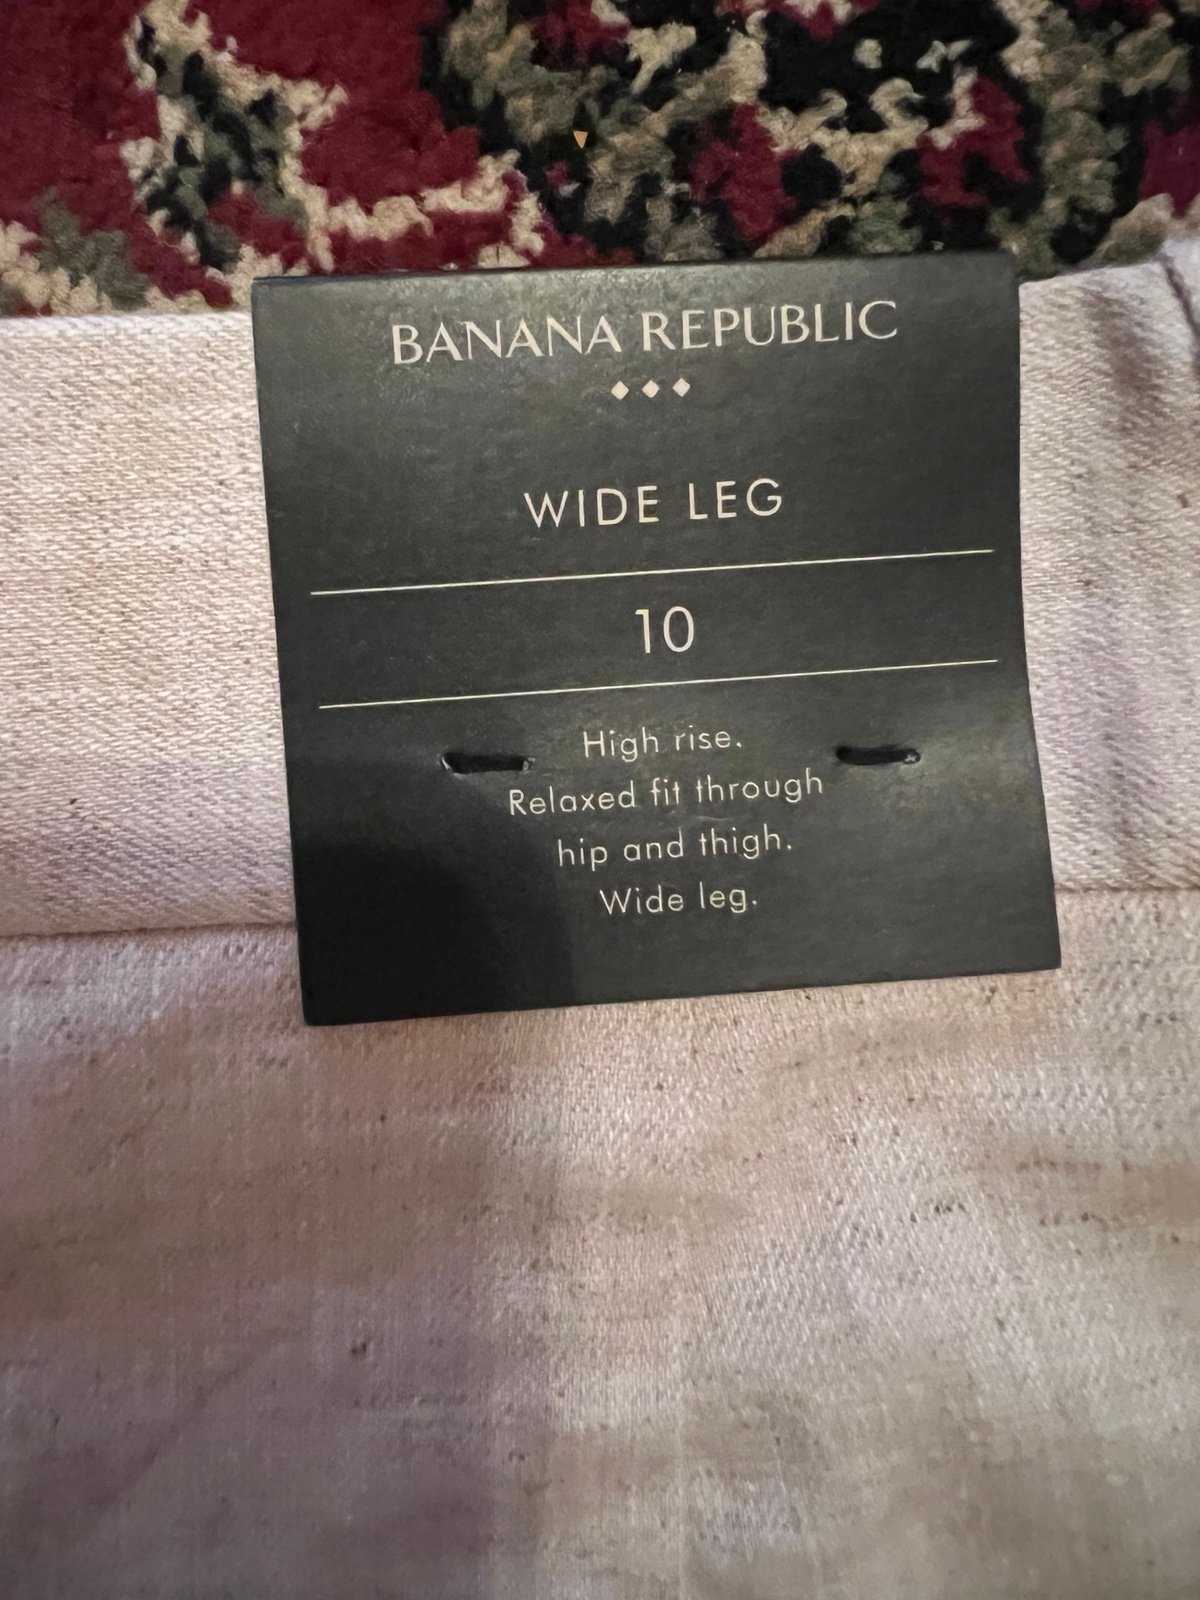 BANANA REPUBLIC
WIDE LEG
10
High rise.
Relaxed fit through
hip and thigh.
Wide leg.